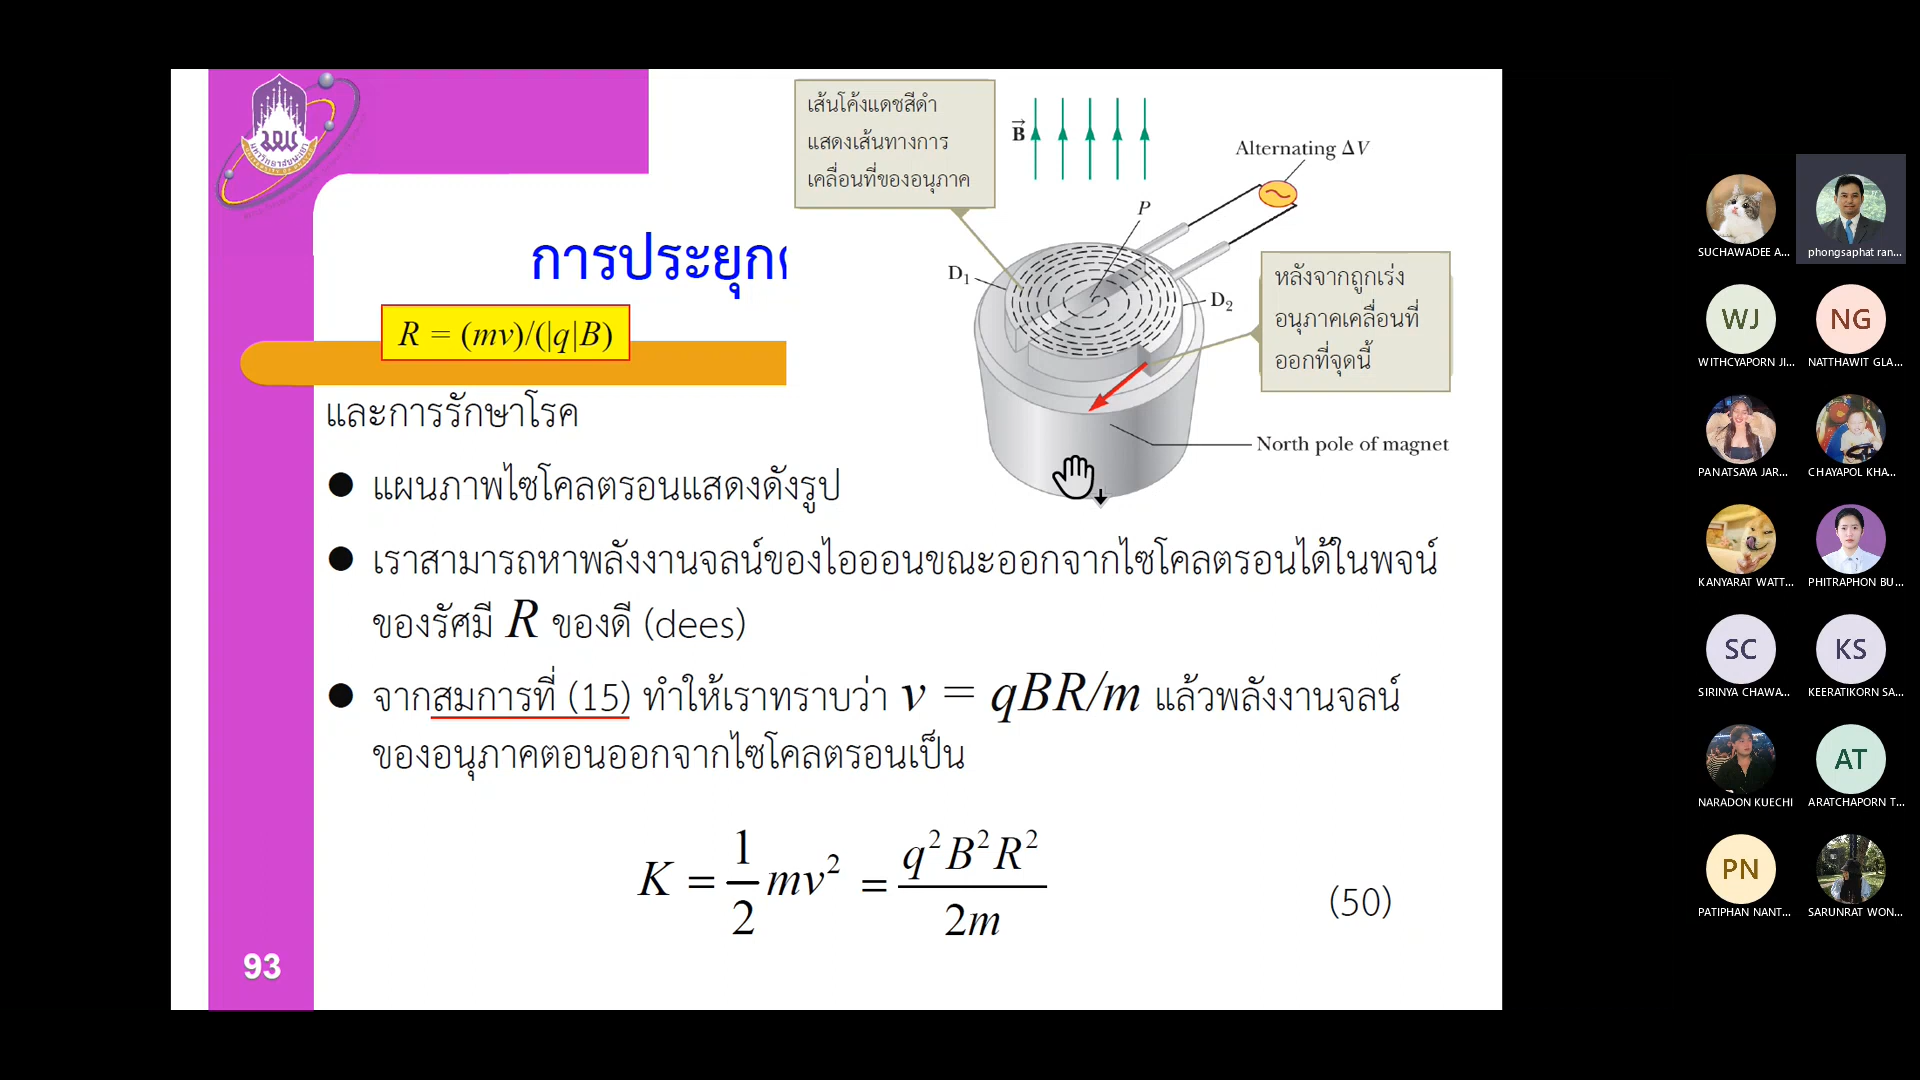 เส้นโค้งแดชสีดำ
แสดงเส้นทางการ
เคลื่อนที่ของอนุภาค
B
Alternating ΔV
P
D1
D2
หลังจากถูกเร่ง
อนุภาคเคลื่อนที่
ออกที่จุดนี้
North pole of magnet
การประยุก
R = (mv)/(|q|B)
และการรักษาโรค
● แผนภาพไซโคลตรอนแสดงดังรูป
● เราสามารถหาพลังงานจลน์ของไอออนขณะออกจากไซโคลตรอนได้ในพจน์
ของรัศมี R ของดี (dees)
● จากสมการที่ (15) ทำให้เราทราบว่า v = qBR/m แล้วพลังงานจลน์
ของอนุภาคตอนออกจากไซโคลตรอนเป็น
K = 1/2 mv² = q²B²R²/2m (50)
93
SUCHAWADEE A...
phongsaphat ran...
WJ
WITHCYAPORN JI...
NG
NATTHAWIT GLA...
PANATSAYA JAR...
CHAYAPOL KHA...
KANYARAT WATT...
PHITRAPHON BU...
SC
SIRINYA CHAWA...
KS
KEERATIKORN SA...
NARADON KUECHI
AT
ARATCHAPORN T...
PN
PATIPHAN NANT...
SARUNRAT WON...